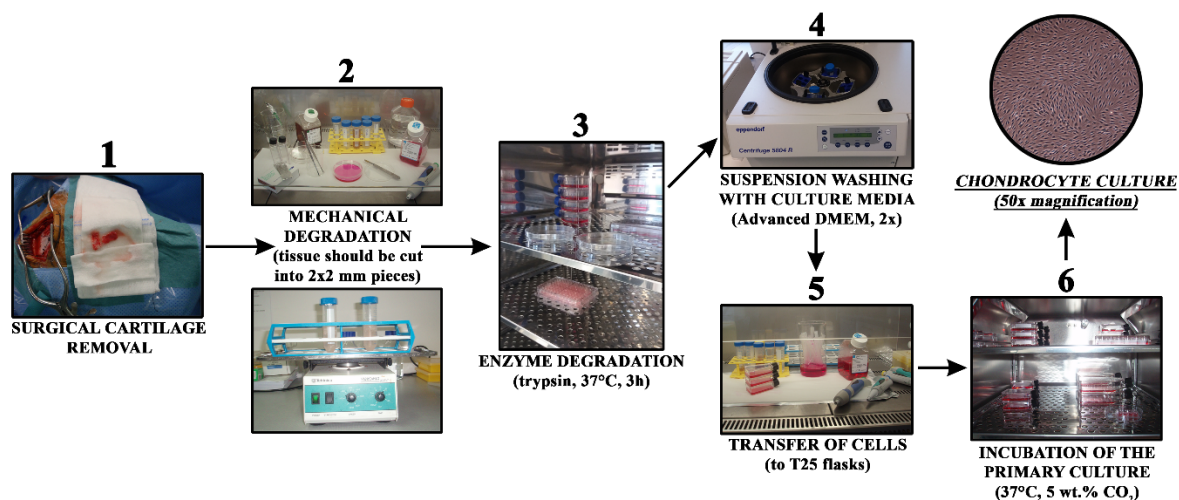 1
SURGICAL CARTILAGE
REMOVAL
2
MECHANICAL
DEGRADATION
(tissue should be cut
into 2x2 mm pieces)
3
ENZYME DEGRADATION
(trypsin, 37°C, 3h)
4
eppendorf
Centrifuge 5804 R
SUSPENSION WASHING
WITH CULTURE MEDIA
(Advanced DMEM, 2x)
5
TRANSFER OF CELLS
(to T25 flasks)
6
INCUBATION OF THE
PRIMARY CULTURE
(37°C, 5 wt.% CO₂)
CHONDROCYTE CULTURE
(50x magnification)